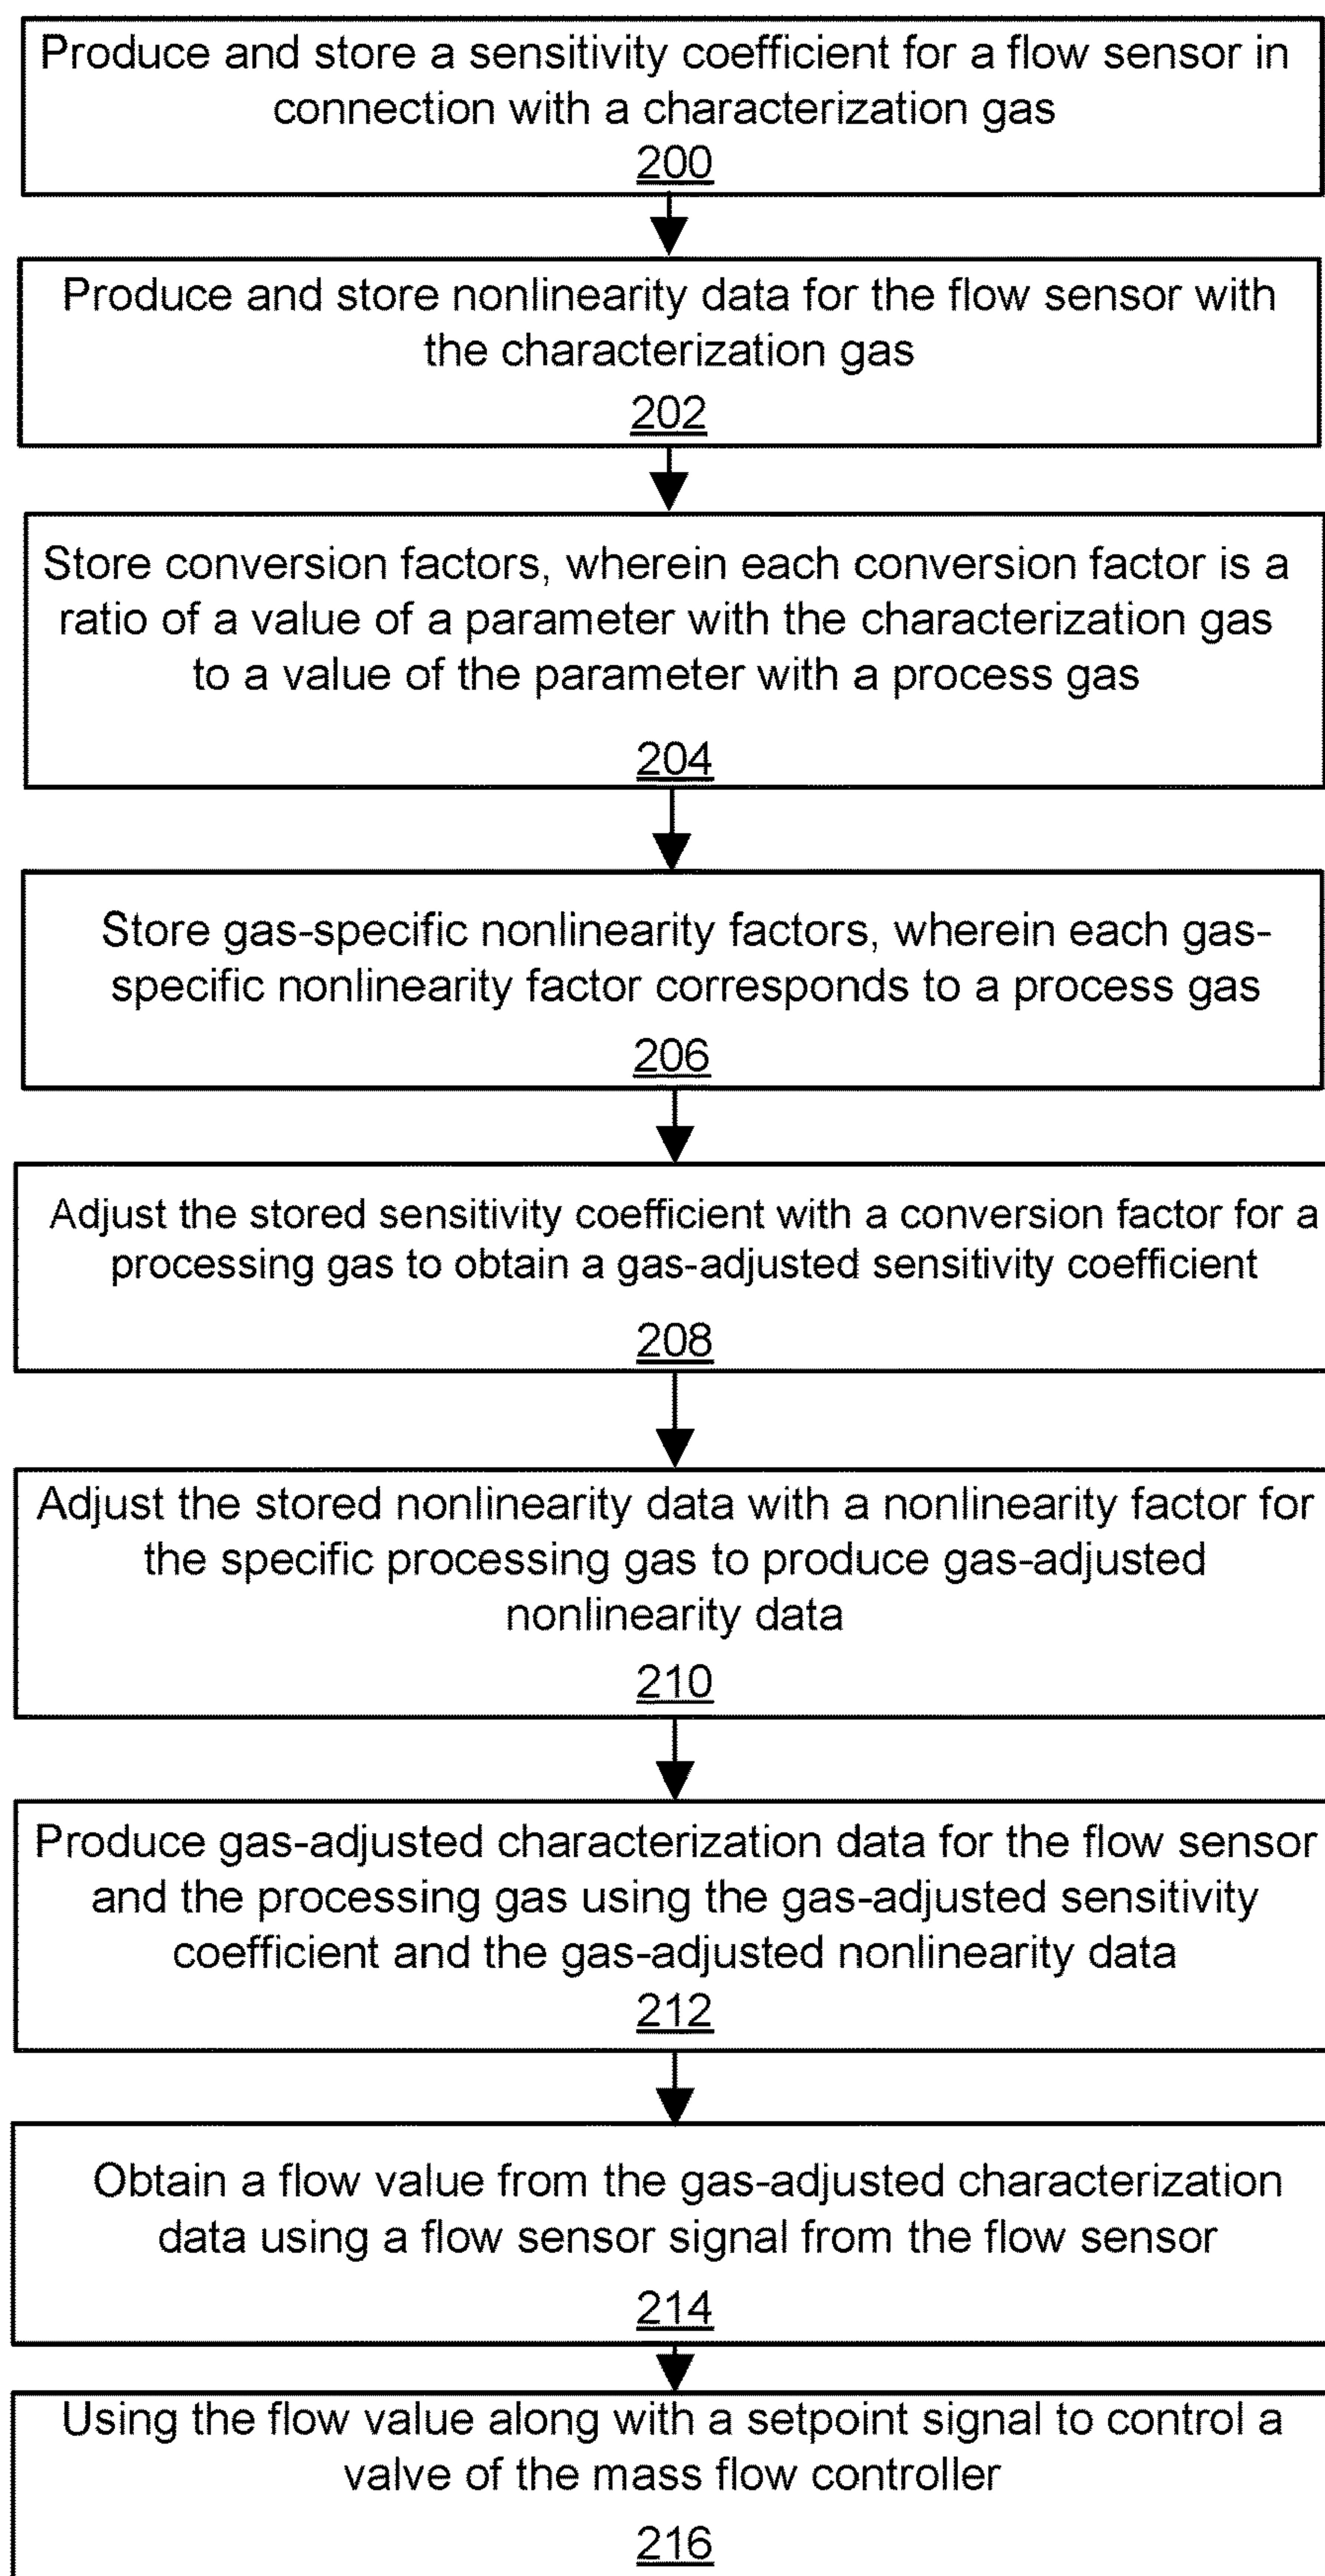 Produce and store a sensitivity coefficient for a flow sensor in
connection with a characterization gas
200
Produce and store nonlinearity data for the flow sensor with
the characterization gas
202
Store conversion factors, wherein each conversion factor is a
ratio of a value of a parameter with the characterization gas
to a value of the parameter with a process gas
204
Store gas-specific nonlinearity factors, wherein each gas-
specific nonlinearity factor corresponds to a process gas
206
Adjust the stored sensitivity coefficient with a conversion factor for a
processing gas to obtain a gas-adjusted sensitivity coefficient
208
Adjust the stored nonlinearity data with a nonlinearity factor for
the specific processing gas to produce gas-adjusted
nonlinearity data
210
Produce gas-adjusted characterization data for the flow sensor
and the processing gas using the gas-adjusted sensitivity
coefficient and the gas-adjusted nonlinearity data
212
Obtain a flow value from the gas-adjusted characterization
data using a flow sensor signal from the flow sensor
214
Using the flow value along with a setpoint signal to control a
valve of the mass flow controller
216